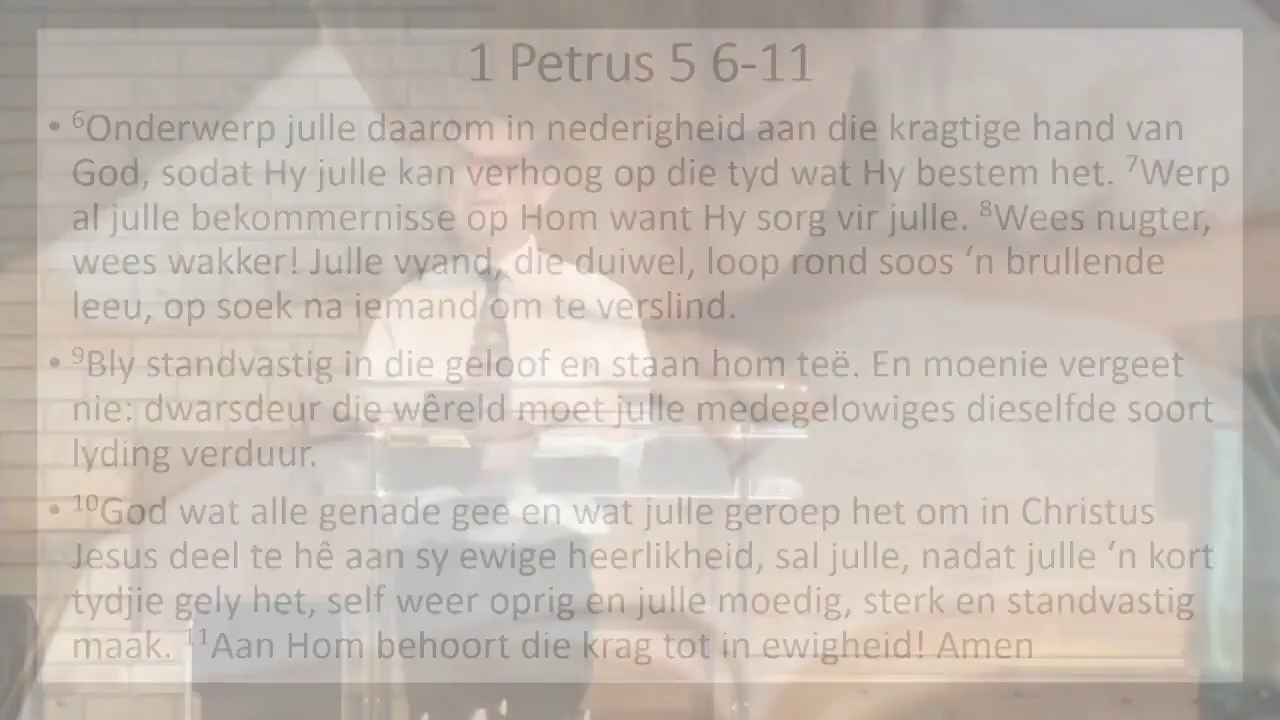 1 Petrus 5 6-11
• ⁶Onderwerp julle daarom in nederigheid aan die kragtige hand van
God, sodat Hy julle kan verhoog op die tyd wat Hy bestem het. ⁷Werp
al julle bekommernisse op Hom want Hy sorg vir julle. ⁸Wees nugter,
wees wakker! Julle vyand, die duiwel, loop rond soos ‘n brullende
leeu, op soek na iemand om te verslind.
• ⁹Bly standvastig in die geloof en staan hom teë. En moenie vergeet
nie: dwarsdeur die wêreld moet julle medegelowiges dieselfde soort
lyding verduur.
• ¹⁰God wat alle genade gee en wat julle geroep het om in Christus
Jesus deel te hê aan sy ewige heerlikheid, sal julle, nadat julle ‘n kort
tydjie gely het, self weer oprig en julle moedig, sterk en standvastig
maak. ¹¹Aan Hom behoort die krag tot in ewigheid! Amen